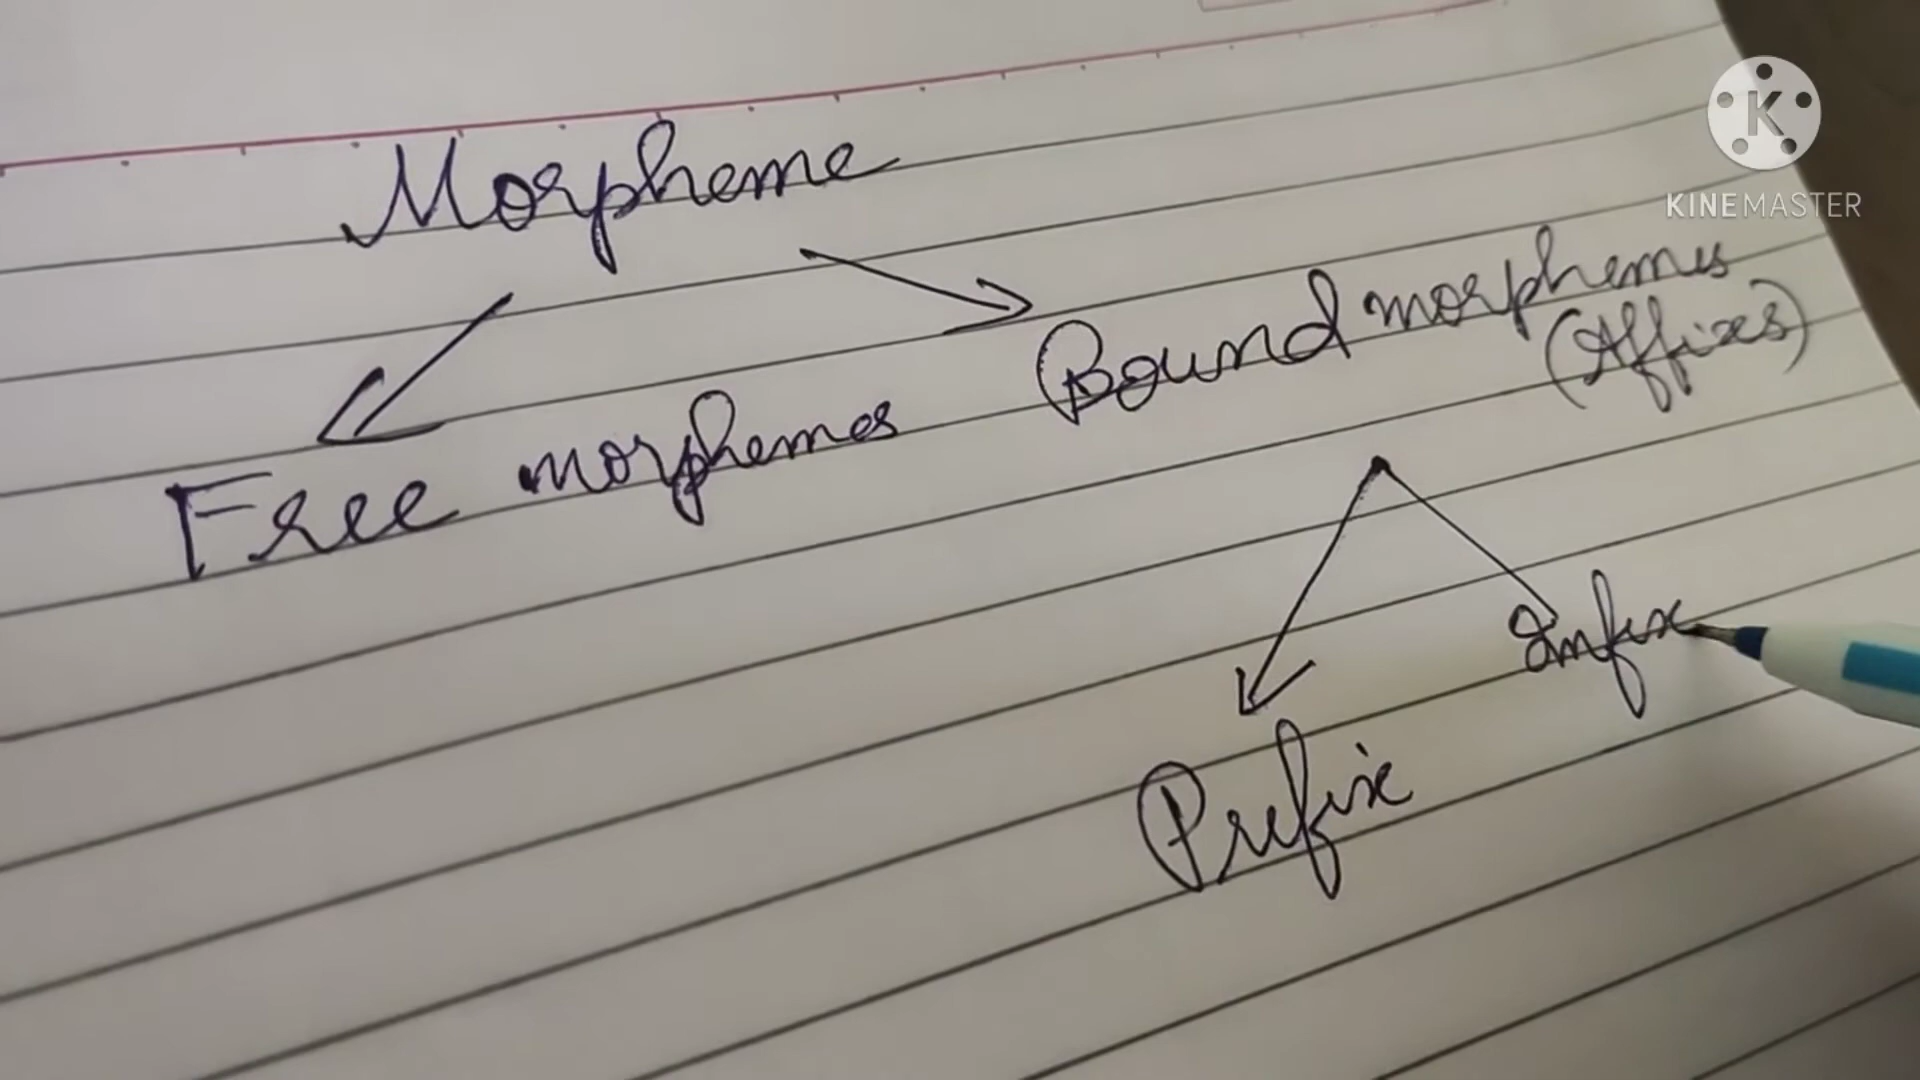 Morpheme
Free morphemes
Bound morphemes
(Affixes)
Prefix
Infix
K
KINEMASTER